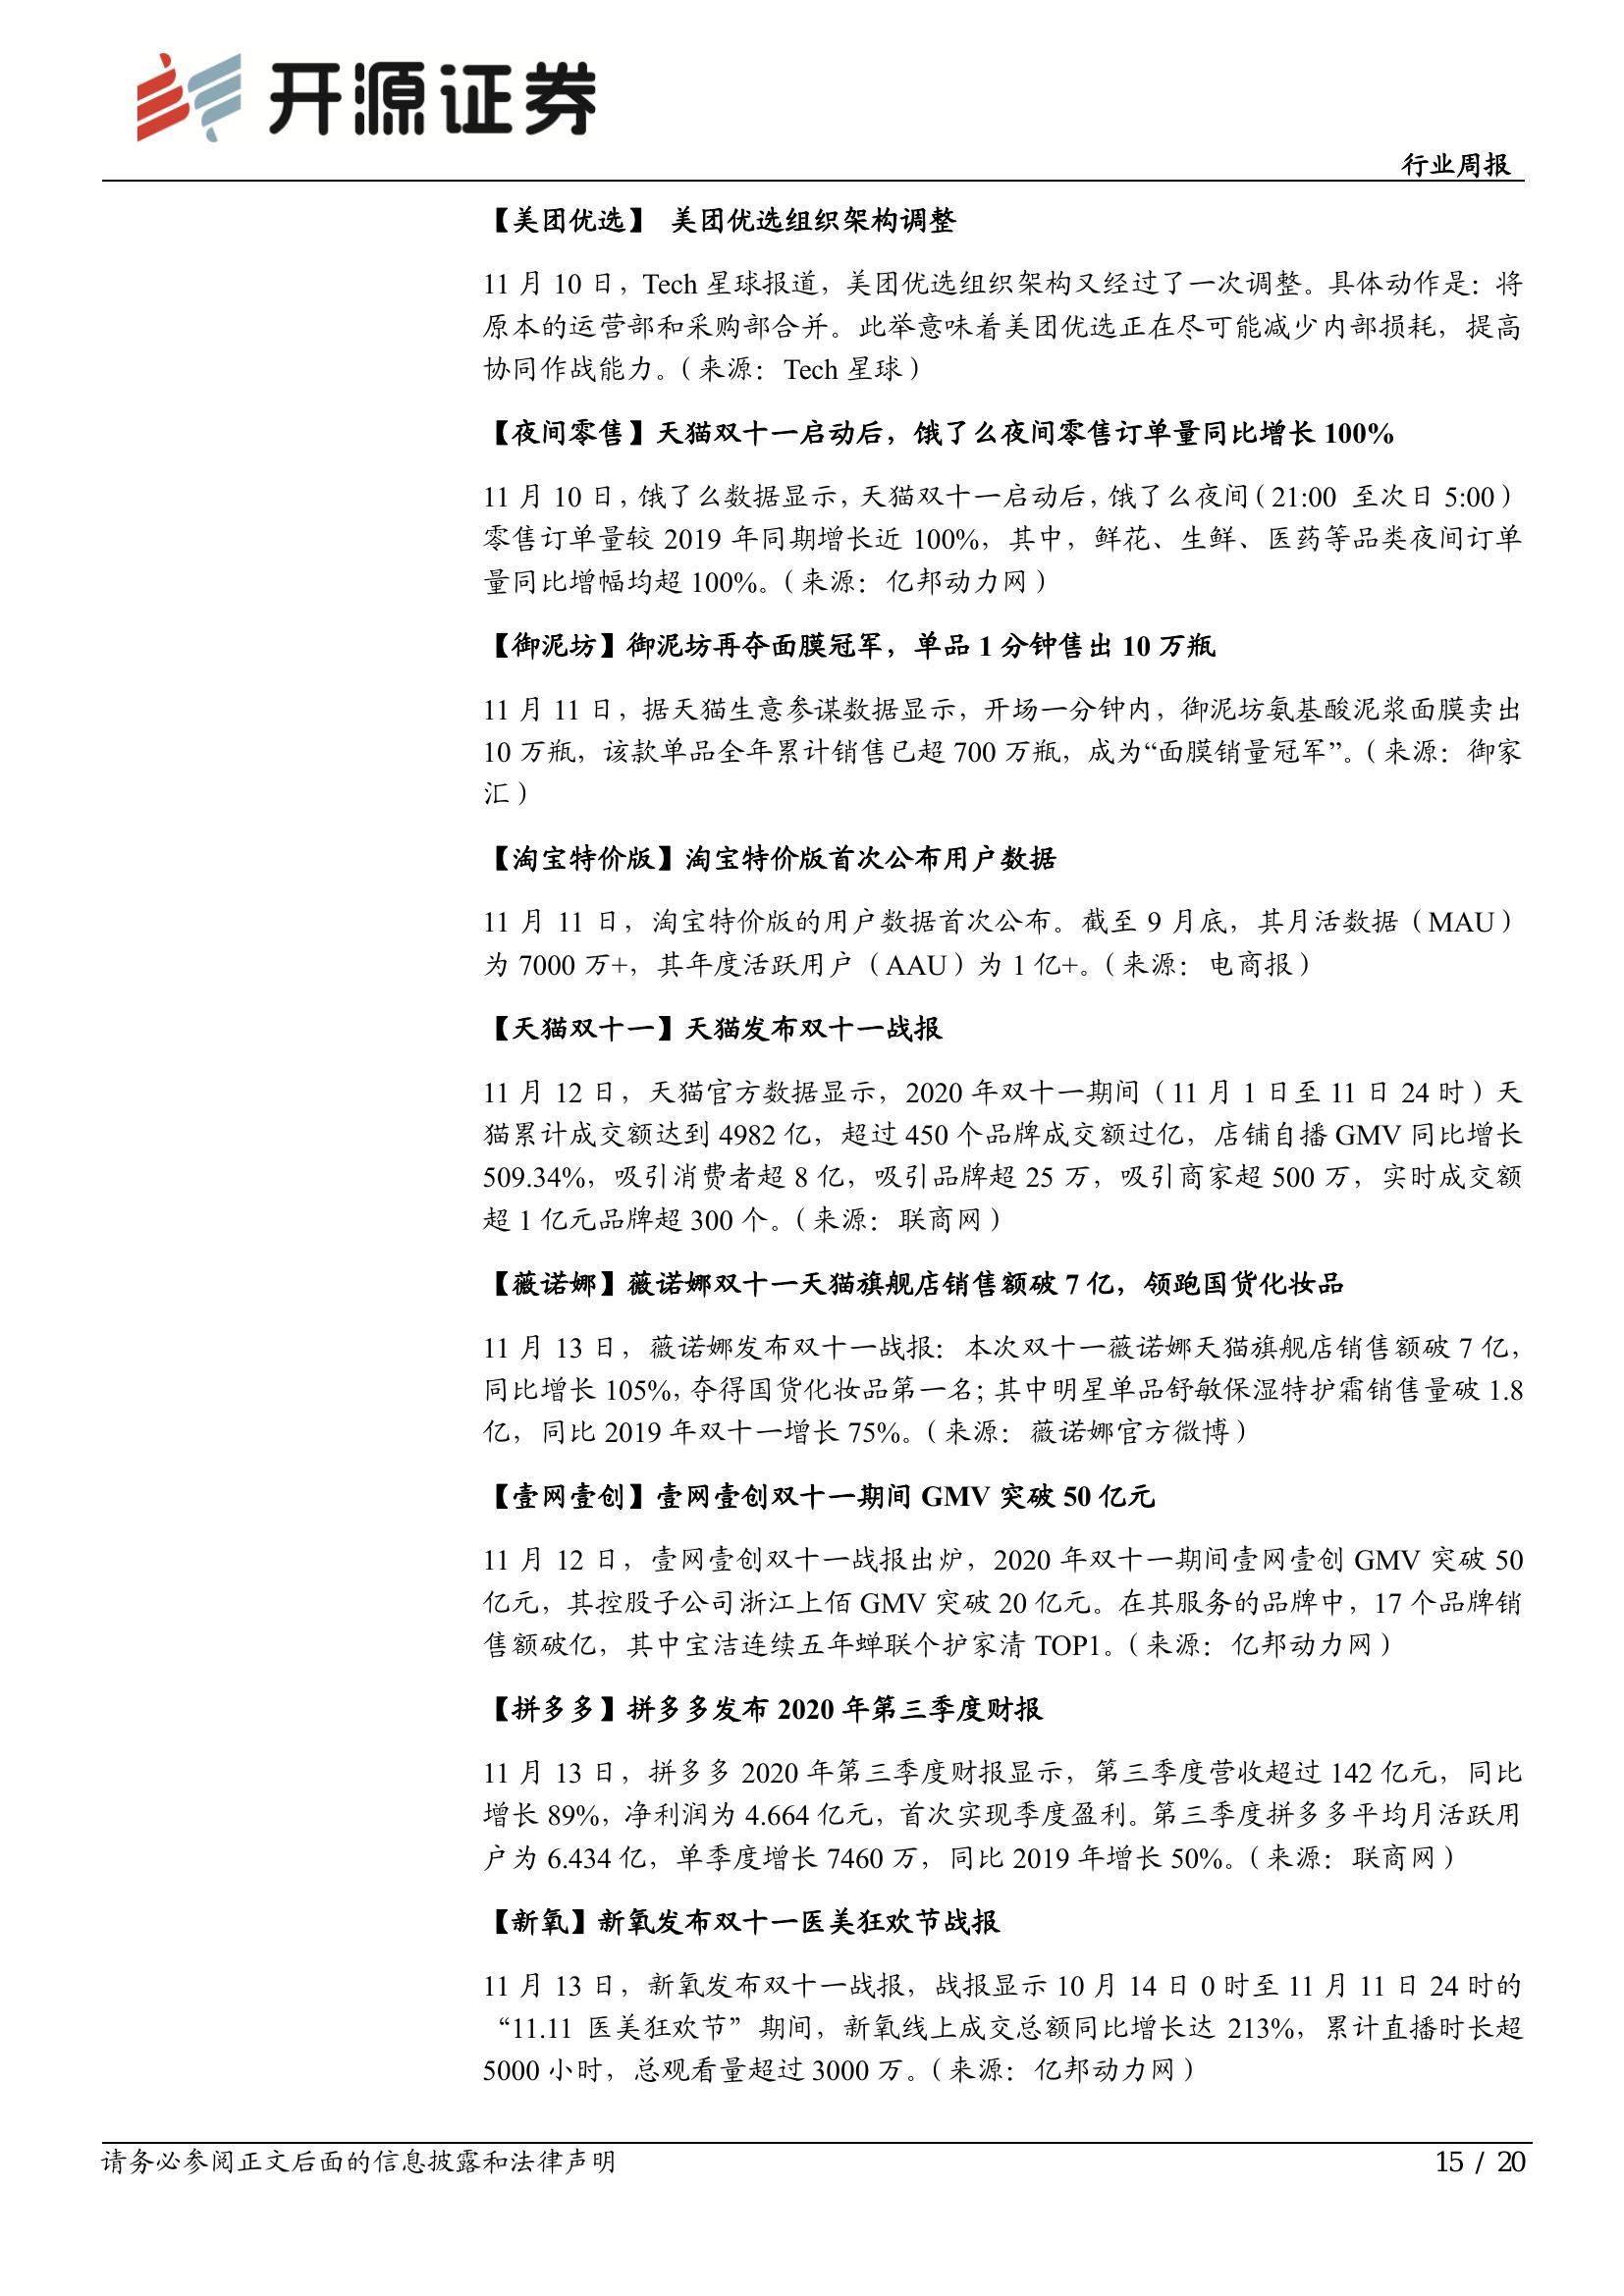 开源证券
行业周报
【美团优选】 美团优选组织架构调整
11 月 10 日，Tech 星球报道，美团优选组织架构又经过了一次调整。具体动作是：将
原本的运营部和采购部合并。此举意味着美团优选正在尽可能减少内部损耗，提高
协同作战能力。（来源：Tech 星球）
【夜间零售】天猫双十一启动后，饿了么夜间零售订单量同比增长 100%
11 月 10 日，饿了么数据显示，天猫双十一启动后，饿了么夜间（21:00 至次日 5:00）
零售订单量较 2019 年同期增长近 100%，其中，鲜花、生鲜、医药等品类夜间订单
量同比增幅均超 100%。（来源：亿邦动力网）
【御泥坊】御泥坊再夺面膜冠军，单品 1 分钟售出 10 万瓶
11 月 11 日，据天猫生意参谋数据显示，开场一分钟内，御泥坊氨基酸泥浆面膜卖出
10 万瓶，该款单品全年累计销售已超 700 万瓶，成为“面膜销量冠军”。（来源：御家
汇）
【淘宝特价版】淘宝特价版首次公布用户数据
11 月 11 日，淘宝特价版的用户数据首次公布。截至 9 月底，其月活数据（MAU）
为 7000 万+，其年度活跃用户（AAU）为 1 亿+。（来源：电商报）
【天猫双十一】天猫发布双十一战报
11 月 12 日，天猫官方数据显示，2020 年双十一期间（11 月 1 日至 11 日 24 时）天
猫累计成交额达到 4982 亿，超过 450 个品牌成交额过亿，店铺自播 GMV 同比增长
509.34%，吸引消费者超 8 亿，吸引品牌超 25 万，吸引商家超 500 万，实时成交额
超 1 亿元品牌超 300 个。（来源：联商网）
【薇诺娜】薇诺娜双十一天猫旗舰店销售额破 7 亿，领跑国货化妆品
11 月 13 日，薇诺娜发布双十一战报：本次双十一薇诺娜天猫旗舰店销售额破 7 亿，
同比增长 105%，夺得国货化妆品第一名；其中明星单品舒敏保湿特护霜销售量破 1.8
亿，同比 2019 年双十一增长 75%。（来源：薇诺娜官方微博）
【壹网壹创】壹网壹创双十一期间 GMV 突破 50 亿元
11 月 12 日，壹网壹创双十一战报出炉，2020 年双十一期间壹网壹创 GMV 突破 50
亿元，其控股子公司浙江上佰 GMV 突破 20 亿元。在其服务的品牌中，17 个品牌销
售额破亿，其中宝洁连续五年蝉联个护家清 TOP1。（来源：亿邦动力网）
【拼多多】拼多多发布 2020 年第三季度财报
11 月 13 日，拼多多 2020 年第三季度财报显示，第三季度营收超过 142 亿元，同比
增长 89%，净利润为 4.664 亿元，首次实现季度盈利。第三季度拼多多平均月活跃用
户为 6.434 亿，单季度增长 7460 万，同比 2019 年增长 50%。（来源：联商网）
【新氧】新氧发布双十一医美狂欢节战报
11 月 13 日，新氧发布双十一战报，战报显示 10 月 14 日 0 时至 11 月 11 日 24 时的
“11.11 医美狂欢节”期间，新氧线上成交总额同比增长达 213%，累计直播时长超
5000 小时，总观看量超过 3000 万。（来源：亿邦动力网）
请务必参阅正文后面的信息披露和法律声明
15 / 20